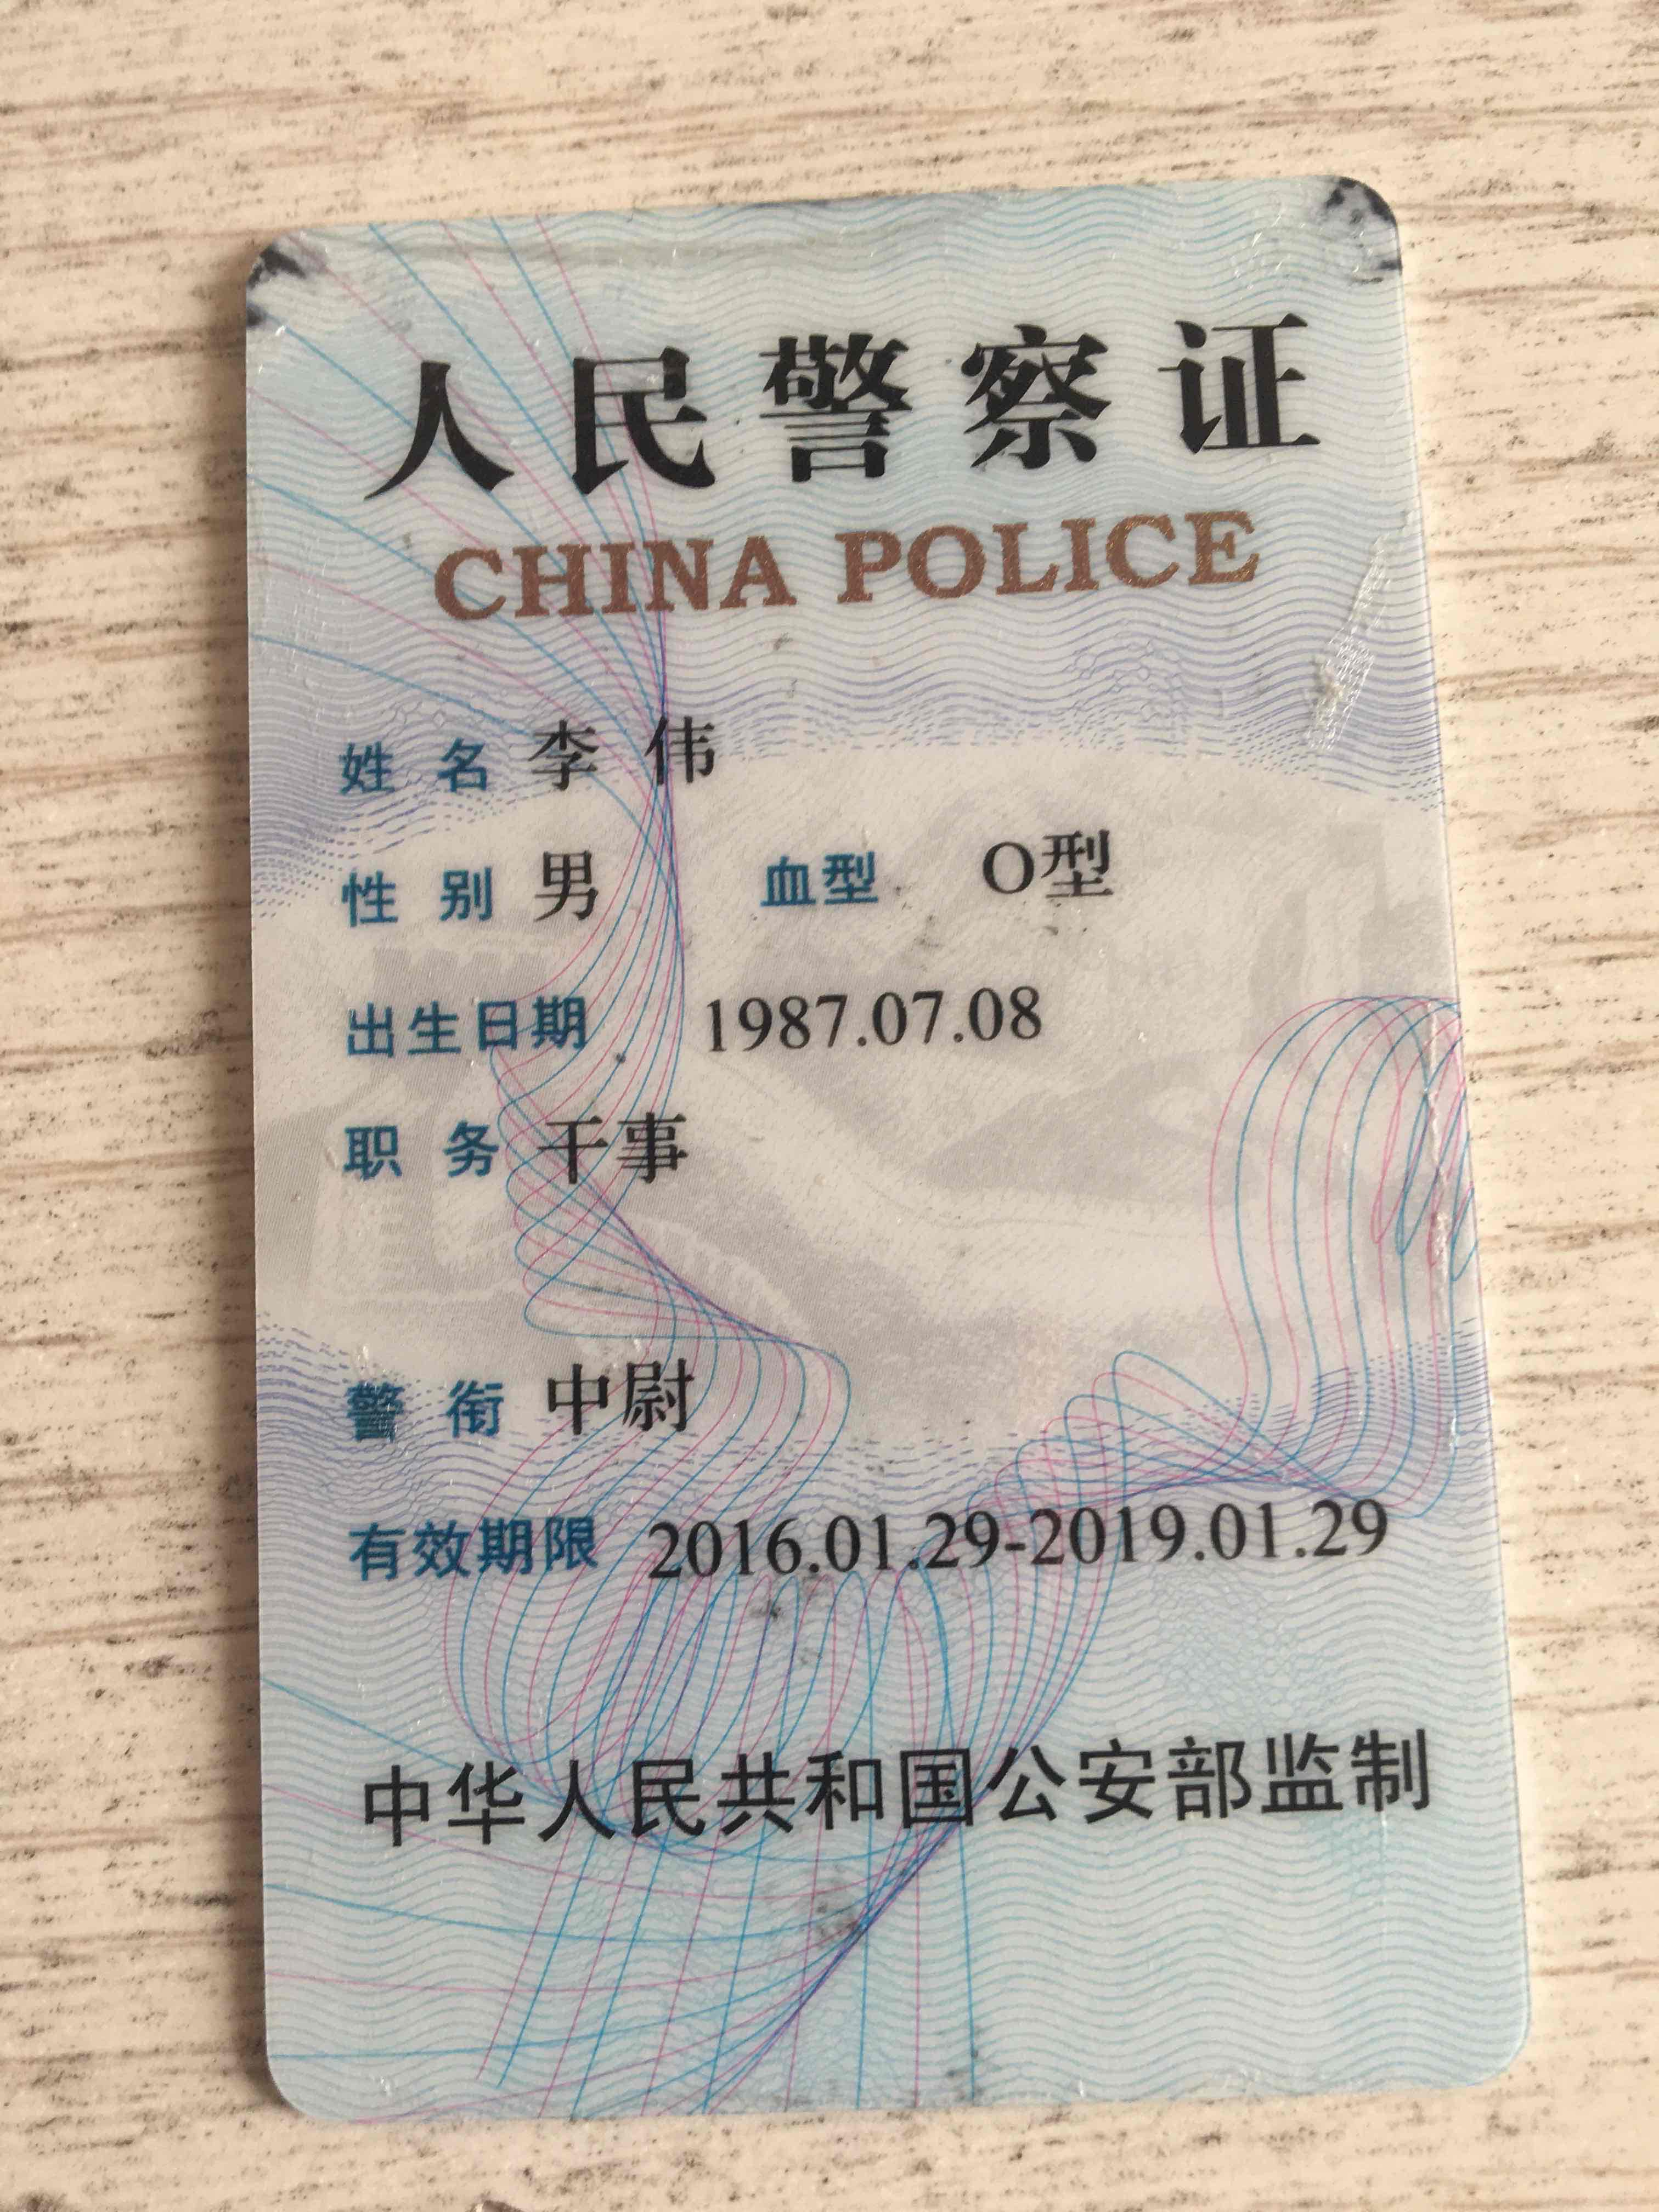 人民警察证
CHINA POLICE
姓名 李伟
性别 男 血型 O型
出生日期 1987.07.08
职务 干事
警衔 中尉
有效期限 2016.01.29-2019.01.29
中华人民共和国公安部监制